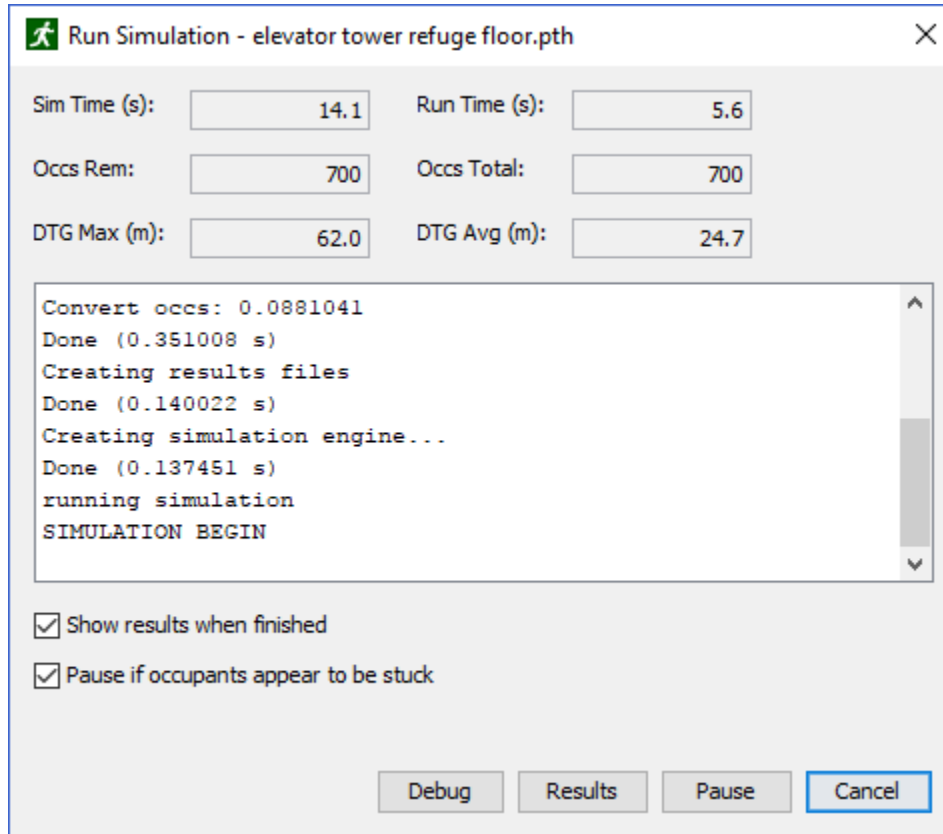 Run Simulation - elevator tower refuge floor.pth
Sim Time (s): 14.1 Run Time (s): 5.6
Occs Rem: 700 Occs Total: 700
DTG Max (m): 62.0 DTG Avg (m): 24.7
Convert occs: 0.0881041
Done (0.351008 s)
Creating results files
Done (0.140022 s)
Creating simulation engine...
Done (0.137451 s)
running simulation
SIMULATION BEGIN
Show results when finished
Pause if occupants appear to be stuck
Debug Results Pause Cancel